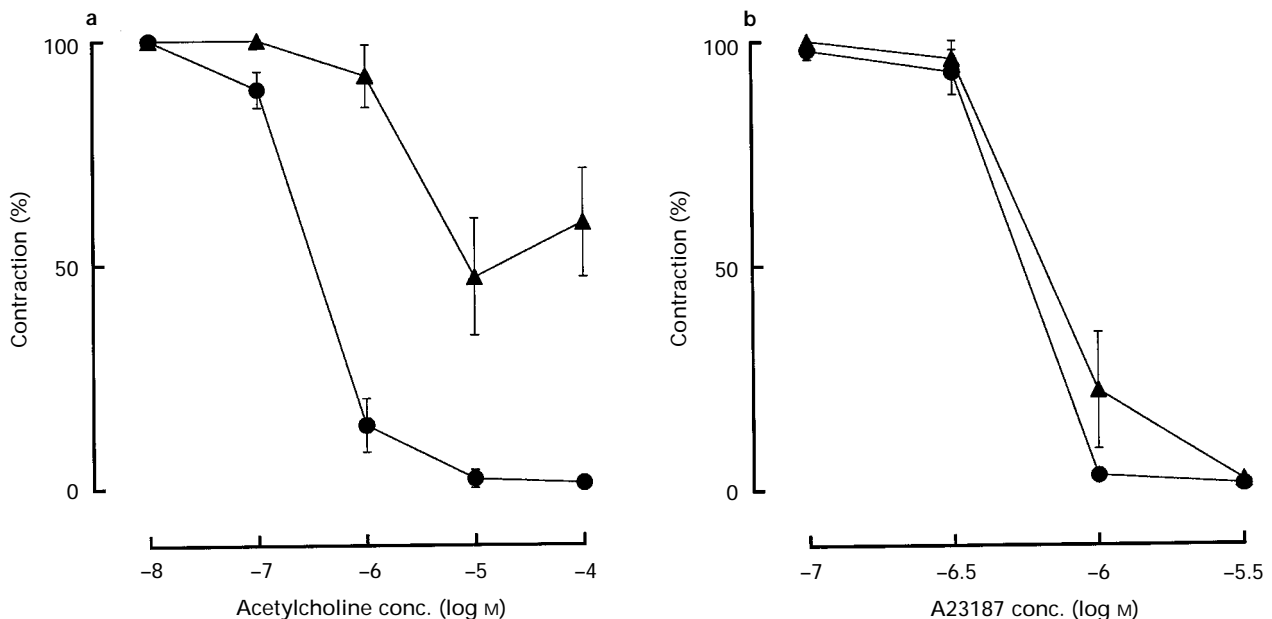 a
100
50
0
Contraction (%)
–8 –7 –6 –5 –4
Acetylcholine conc. (log M)
b
100
50
0
Contraction (%)
–7 –6.5 –6 –5.5
A23187 conc. (log M)